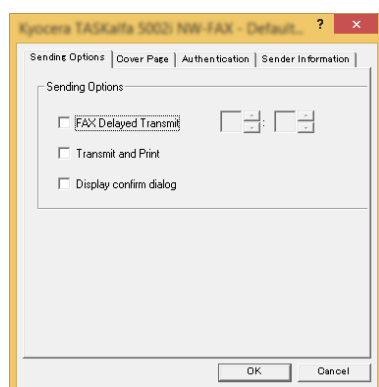 Kyocera TASKalfa 5002i NW-FAX - Default... ? ×
Sending Options Cover Page Authentication Sender Information
Sending Options
FAX Delayed Transmit :
Transmit and Print
Display confirm dialog
OK Cancel